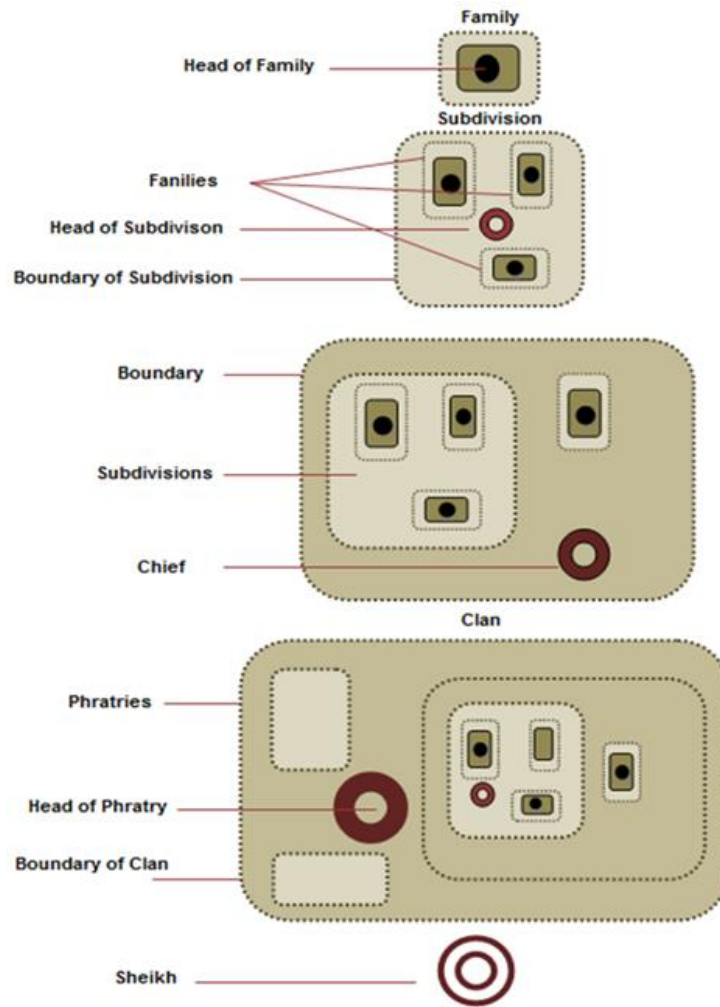 Family
Head of Family
Subdivision
Fanilies
Head of Subdivison
Boundary of Subdivision
Boundary
Subdivisions
Chief
Clan
Phratries
Head of Phratry
Boundary of Clan
Sheikh